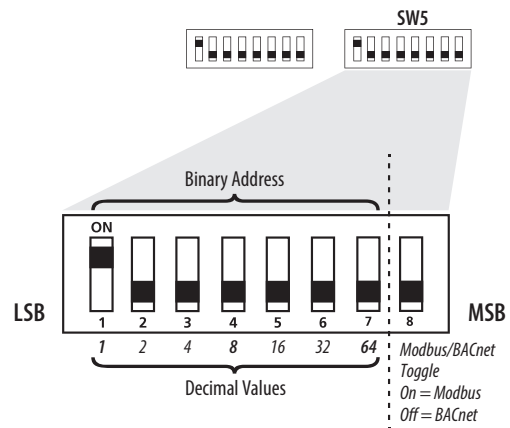 SW5
Binary Address
ON
LSB
MSB
1 2 3 4 5 6 7 8
1 2 4 8 16 32 64
Decimal Values
Modbus/BACnet
Toggle
On = Modbus
Off = BACnet